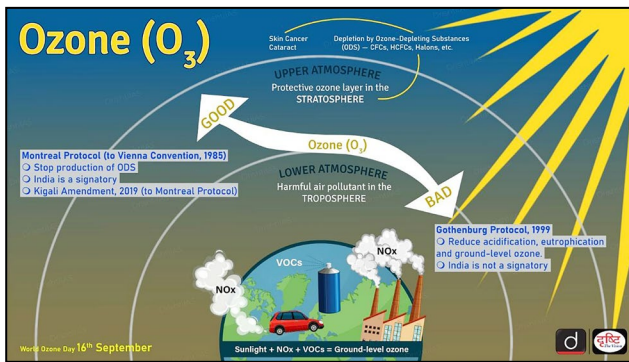 Ozone (O3)
Skin Cancer
Cataract
Depletion by Ozone-Depleting Substances
(ODS) — CFCs, HCFCs, Halons, etc.
UPPER ATMOSPHERE
Protective ozone layer in the
STRATOSPHERE
GOOD
Ozone (O3)
LOWER ATMOSPHERE
Harmful air pollutant in the
TROPOSPHERE
BAD
Montreal Protocol (to Vienna Convention, 1985)
❍ Stop production of ODS
❍ India is a signatory
❍ Kigali Amendment, 2019 (to Montreal Protocol)
Gothenburg Protocol, 1999
❍ Reduce acidification, eutrophication
and ground-level ozone.
❍ India is not a signatory
NOx
VOCs
NOx
Sunlight + NOx + VOCs = Ground-level ozone
World Ozone Day 16th September
d
दृष्टि